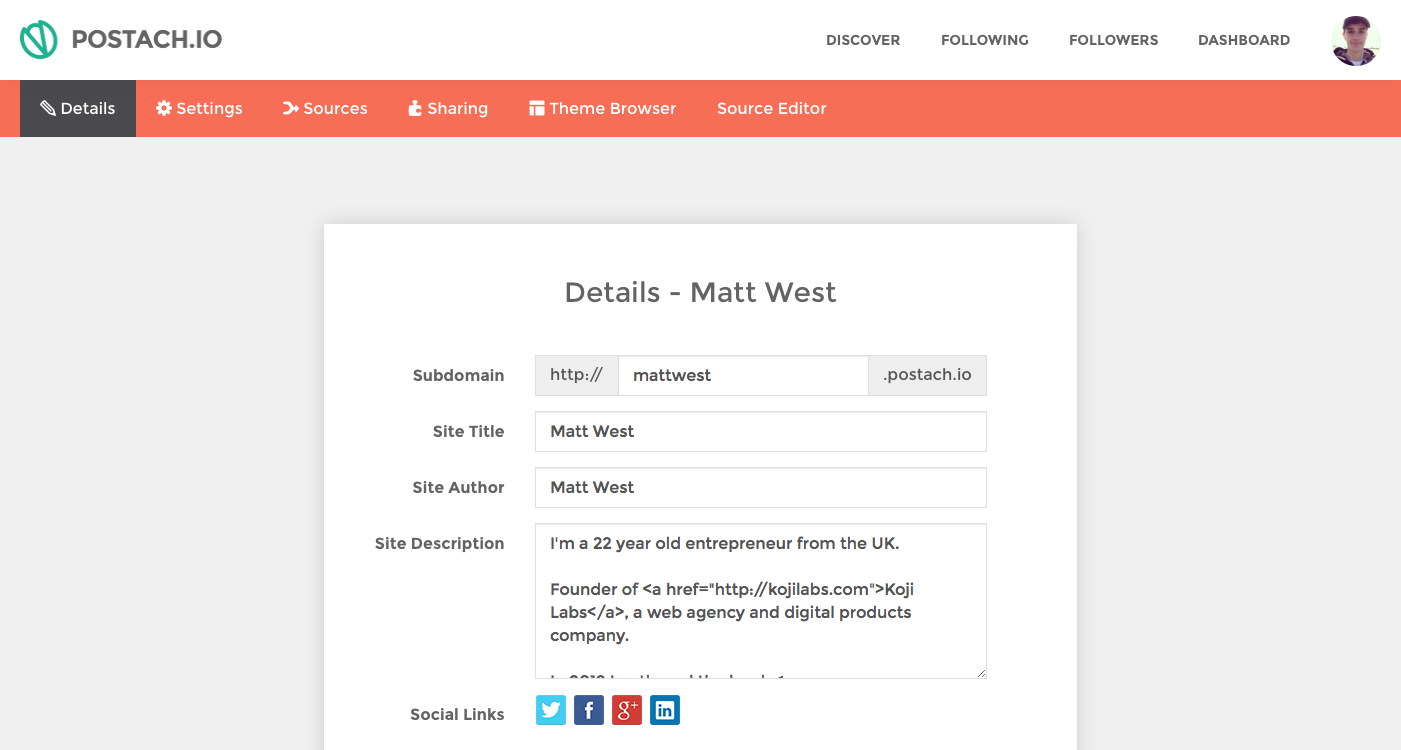 POSTACH.IO
DISCOVER FOLLOWING FOLLOWERS DASHBOARD
Details Settings Sources Sharing Theme Browser Source Editor
Details - Matt West
Subdomain http:// mattwest .postach.io
Site Title Matt West
Site Author Matt West
Site Description I'm a 22 year old entrepreneur from the UK.
Founder of <a href="http://kojilabs.com">Koji
Labs</a>, a web agency and digital products
company.
Social Links